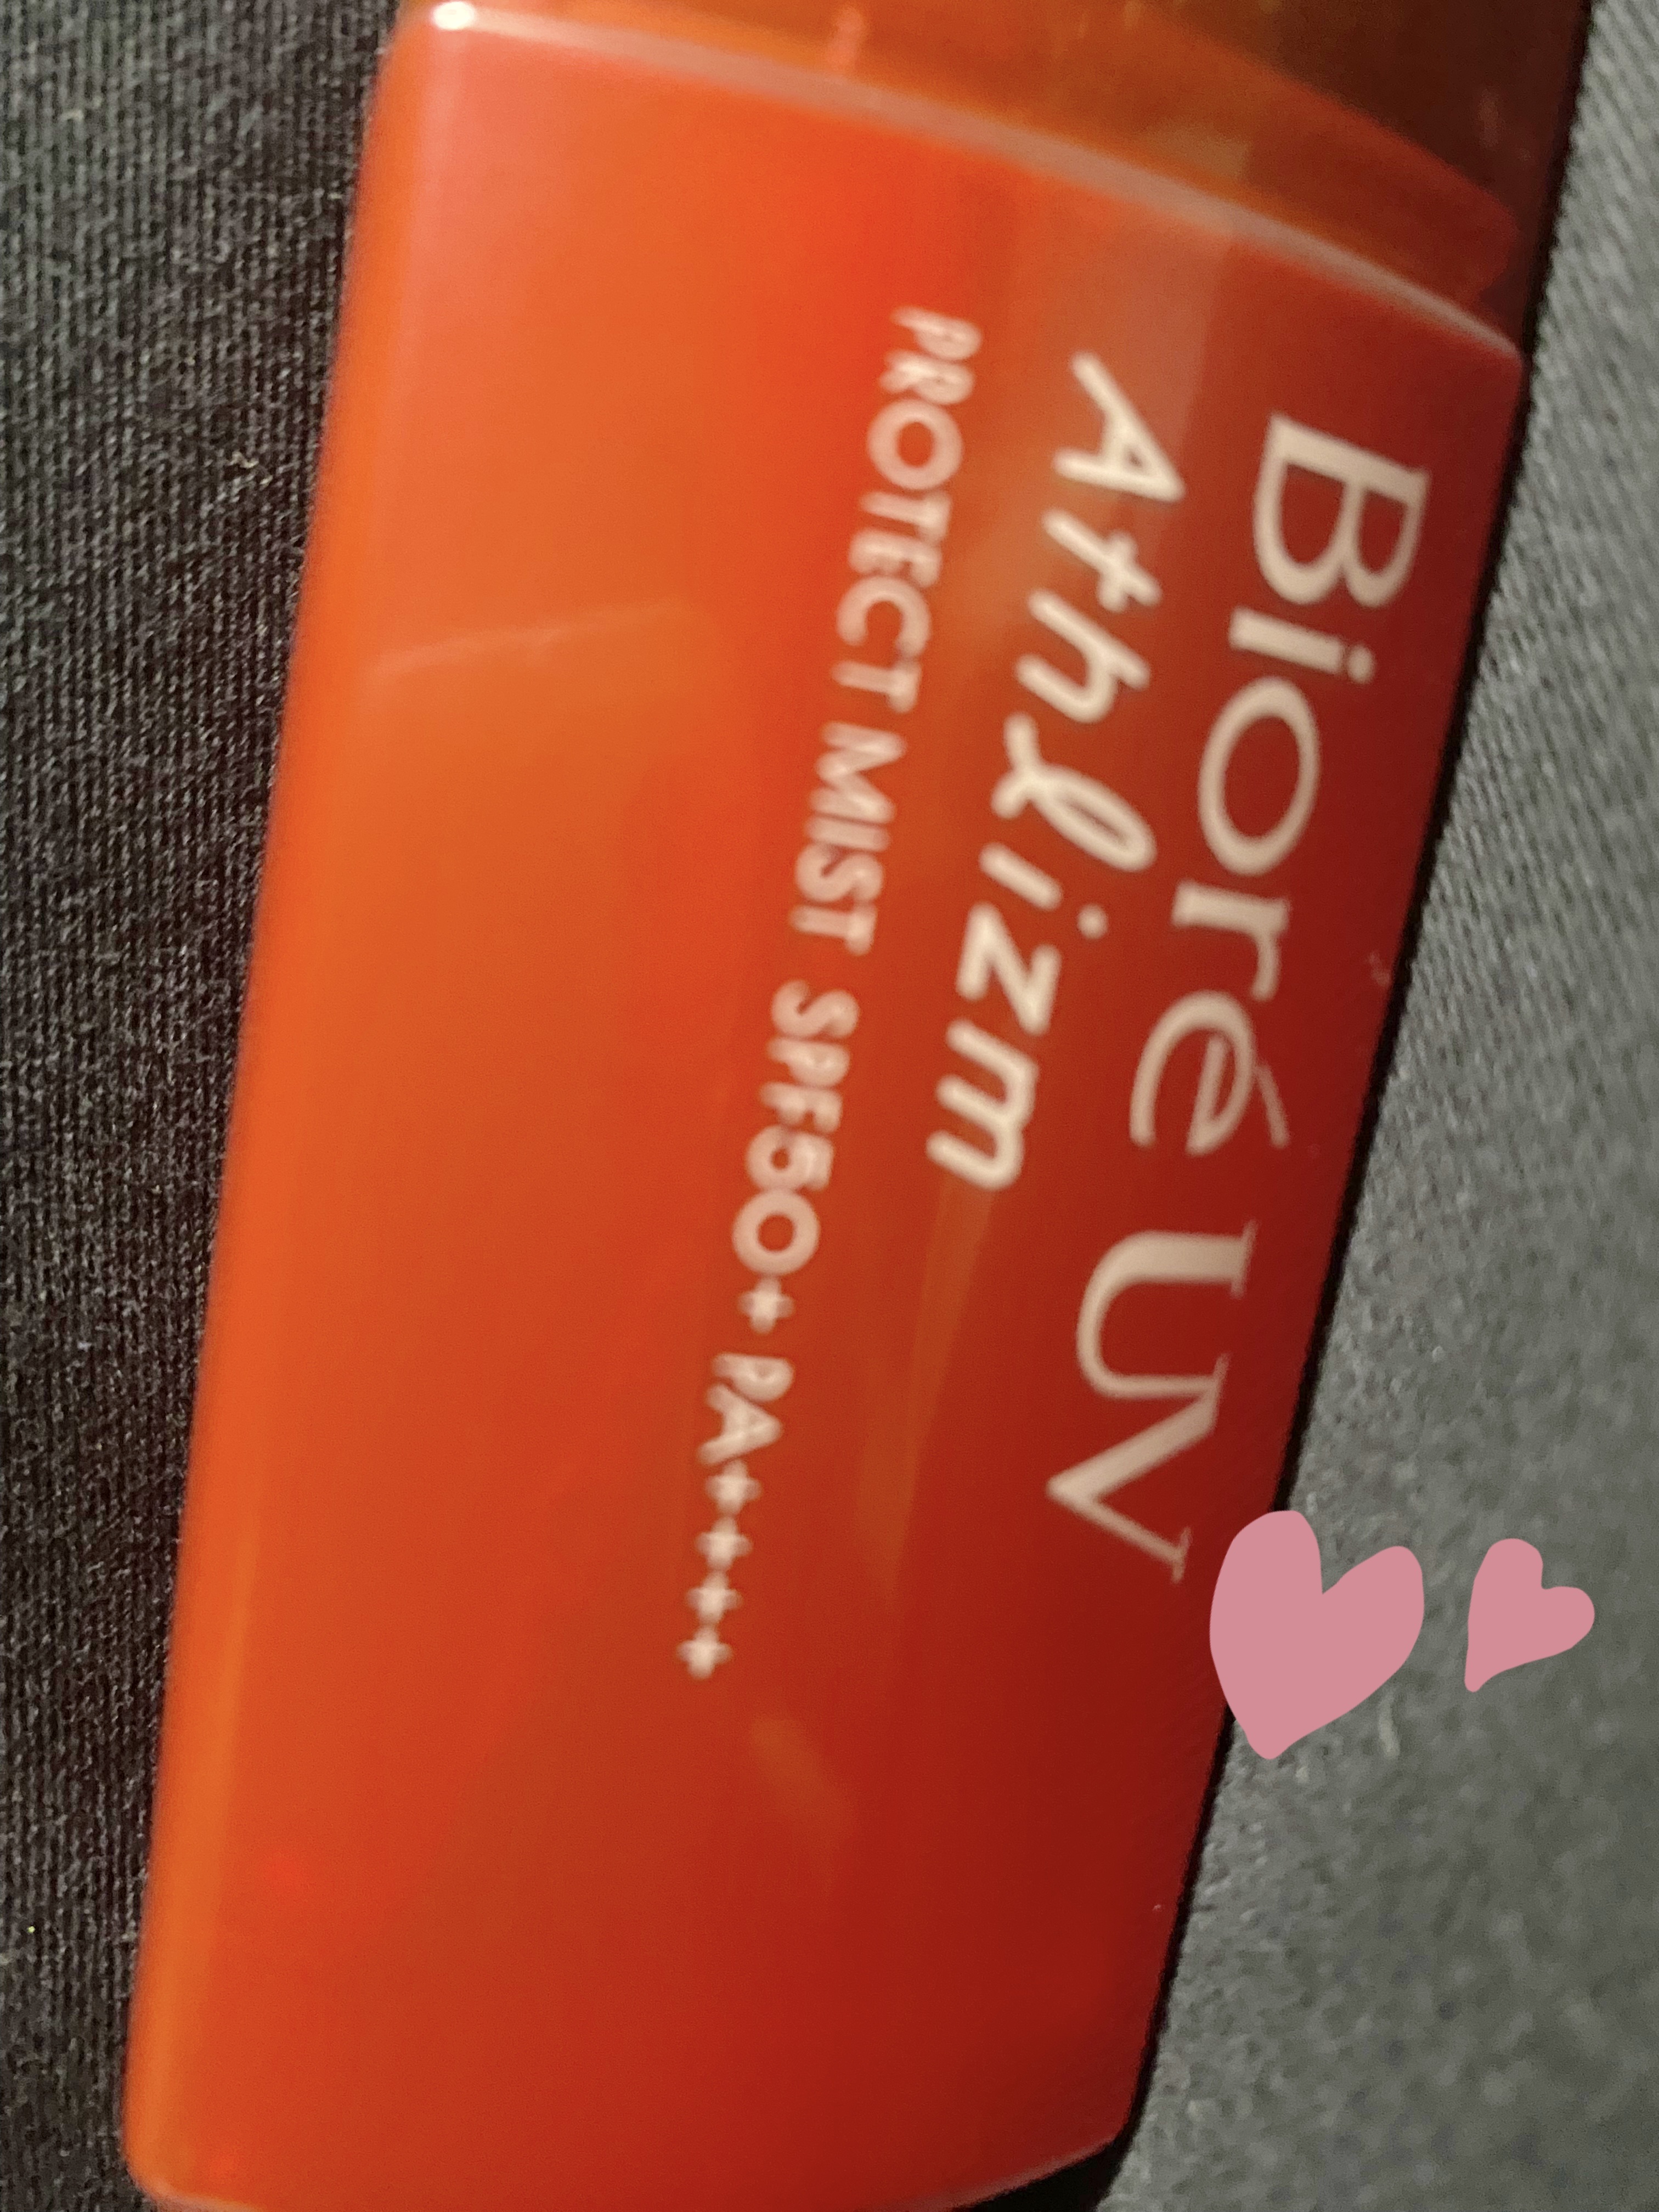 Bioré UV
Athlizm
PROTECT MIST SPF50+ PA++++